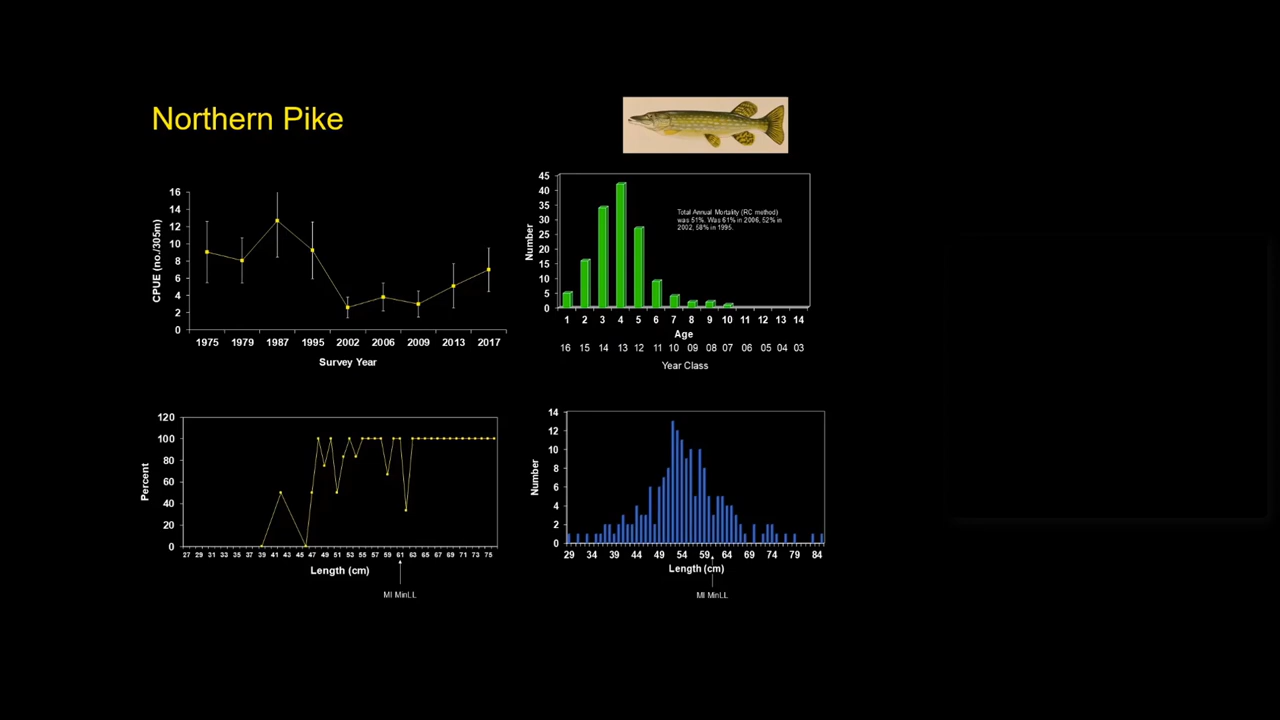 Northern Pike
16
14
12
10
8
6
4
2
0
CPUE (no./305m)
1975 1979 1987 1995 2002 2006 2009 2013 2017
Survey Year
45
40
35
30
25
20
15
10
5
0
Number
Total Annual Mortality (RC method)
was 51%. Was 61% in 2006, 52% in
2002, 58% in 1995.
1 2 3 4 5 6 7 8 9 10 11 12 13 14
Age
16 15 14 13 12 11 10 09 08 07 06 05 04 03
Year Class
120
100
80
60
40
20
0
Percent
27 29 31 33 35 37 39 41 43 45 47 49 51 53 55 57 59 61 63 65 67 69 71 73 75
Length (cm)
MI MinLL
14
12
10
8
6
4
2
0
Number
29 34 39 44 49 54 59 64 69 74 79 84
Length (cm)
MI MinLL